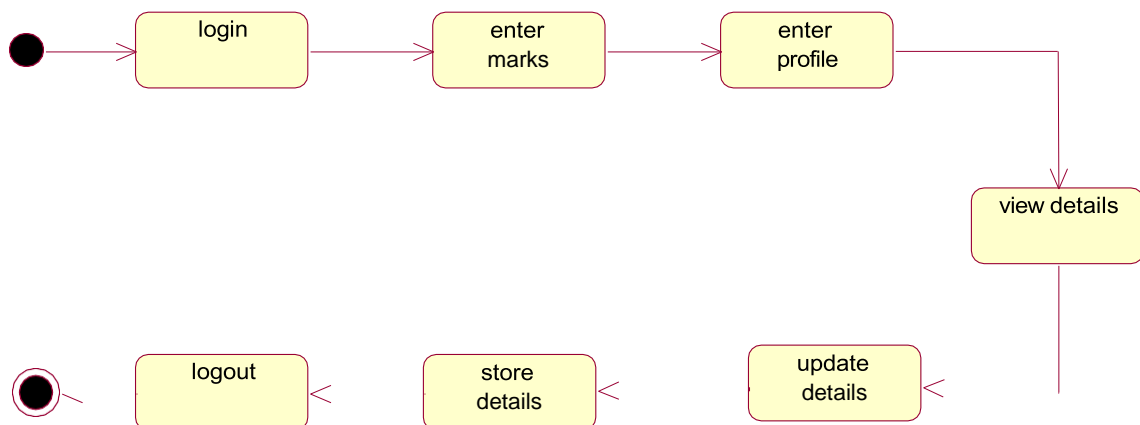 login
enter
marks
enter
profile
view details
update
details
store
details
logout